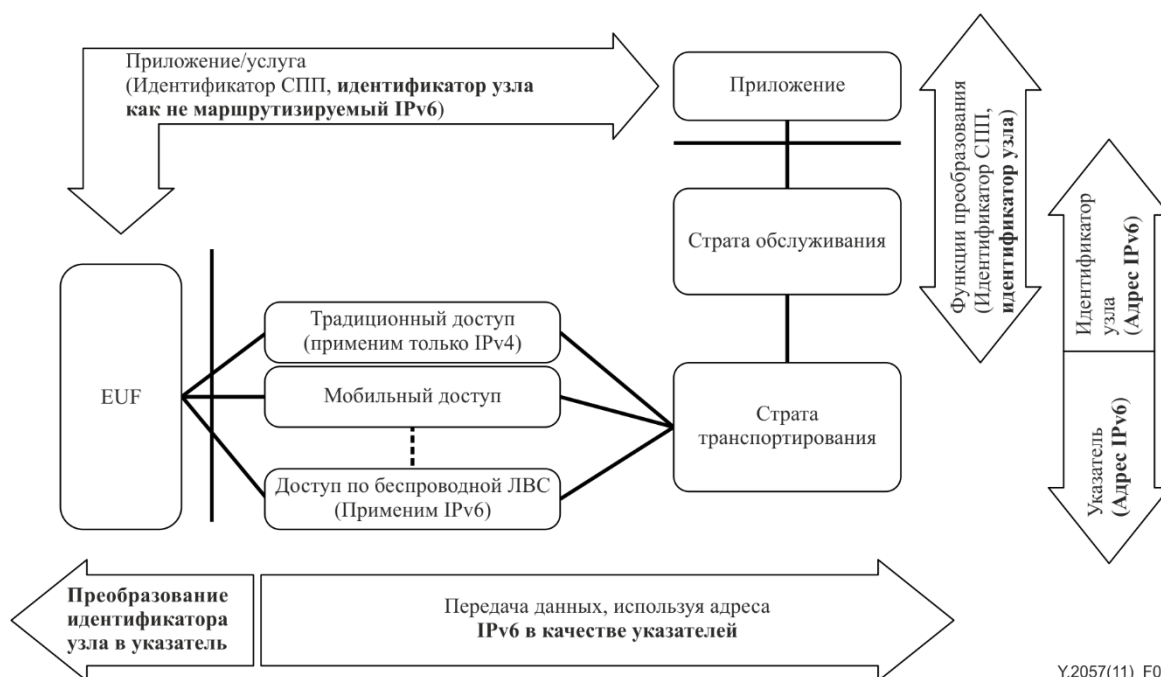 Приложение/услуга
(Идентификатор СПП, идентификатор узла
как не маршрутизируемый IPv6)
Приложение
Функции преобразования
(Идентификатор СПП,
идентификатор узла)
Страта обслуживания
Идентификатор
узла
(Адрес IPv6)
EUF
Традиционный доступ
(применим только IPv4)
Мобильный доступ
Доступ по беспроводной ЛВС
(Применим IPv6)
Страта
транспортирования
Указатель
(Адрес IPv6)
Преобразование
идентификатора
узла в указатель
Передача данных, используя адреса
IPv6 в качестве указателей
Y.2057(11)_F0